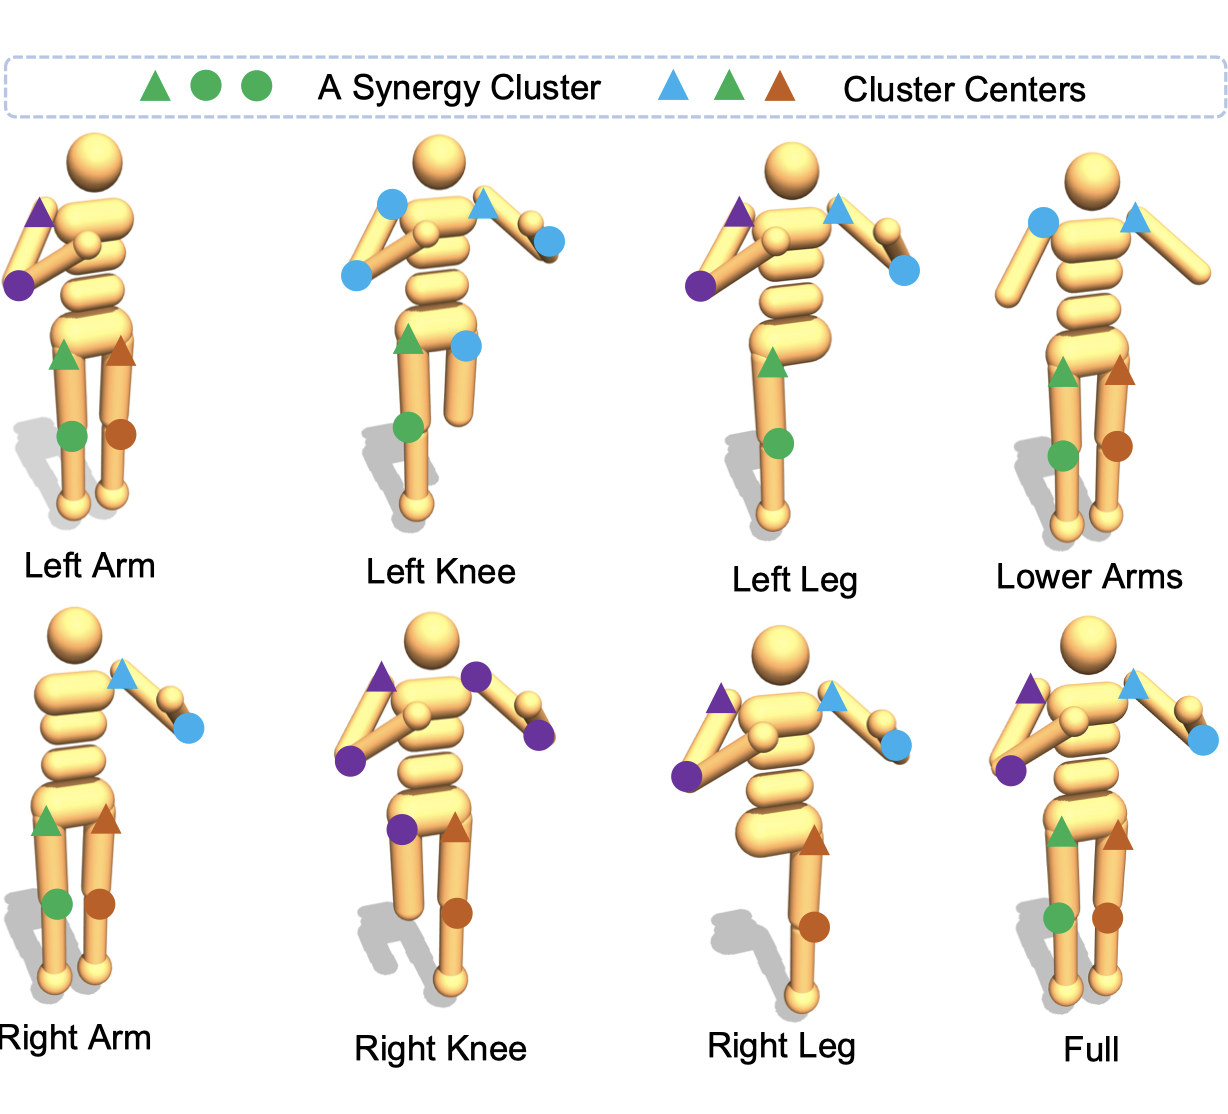 A Synergy Cluster Cluster Centers
Left Arm
Left Knee
Left Leg
Lower Arms
Right Arm
Right Knee
Right Leg
Full